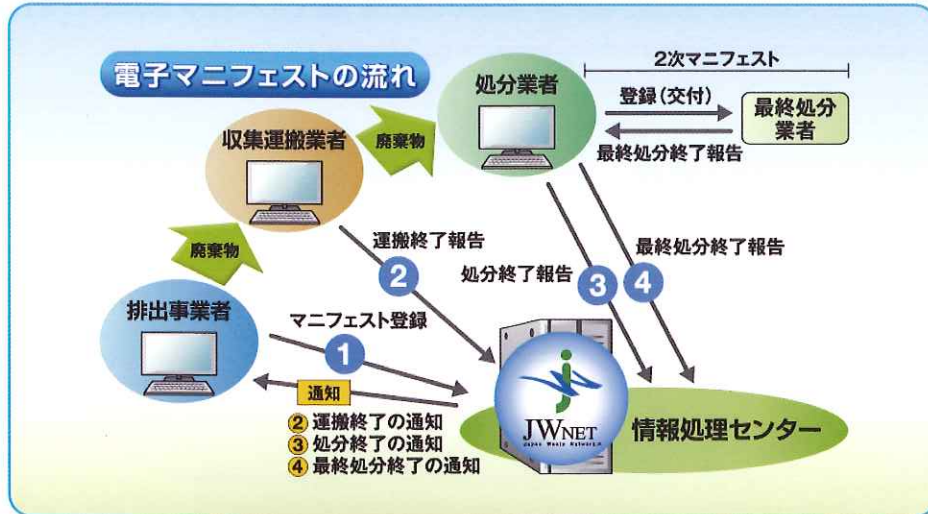 電子マニフェストの流れ
2次マニフェスト
処分業者
登録(交付)
最終処分
業者
最終処分終了報告
廃棄物
収集運搬業者
廃棄物
運搬終了報告
②
処分終了報告
③
最終処分終了報告
④
排出事業者
マニフェスト登録
①
通知
②運搬終了の通知
③処分終了の通知
④最終処分終了の通知
j
JWNET
Japan Waste Network
情報処理センター